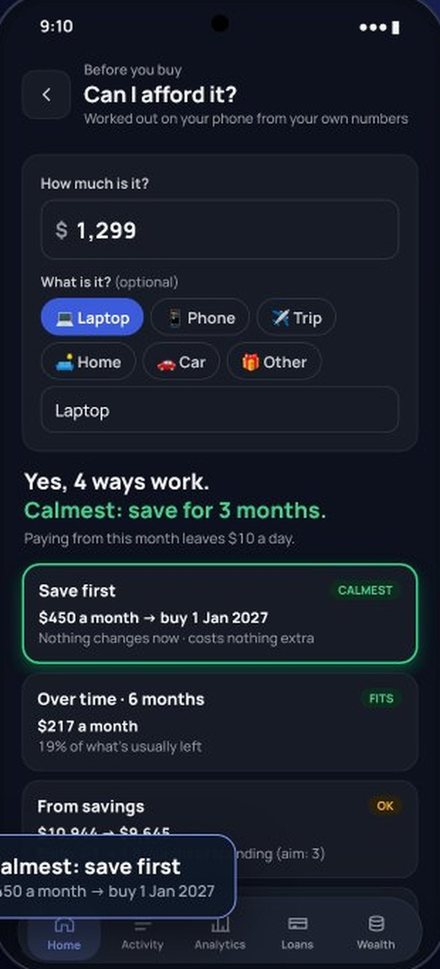 9:10
Before you buy
Can I afford it?
Worked out on your phone from your own numbers
How much is it?
$ 1,299
What is it? (optional)
Laptop Phone Trip
Home Car Other
Laptop
Yes, 4 ways work.
Calmest: save for 3 months.
Paying from this month leaves $10 a day.
Save first CALMEST
$450 a month → buy 1 Jan 2027
Nothing changes now · costs nothing extra
Over time · 6 months FITS
$217 a month
19% of what's usually left
From savings OK
$10,944 → $9,645
(aim: 3)
almest: save first
50 a month → buy 1 Jan 2027
Home Activity Analytics Loans Wealth